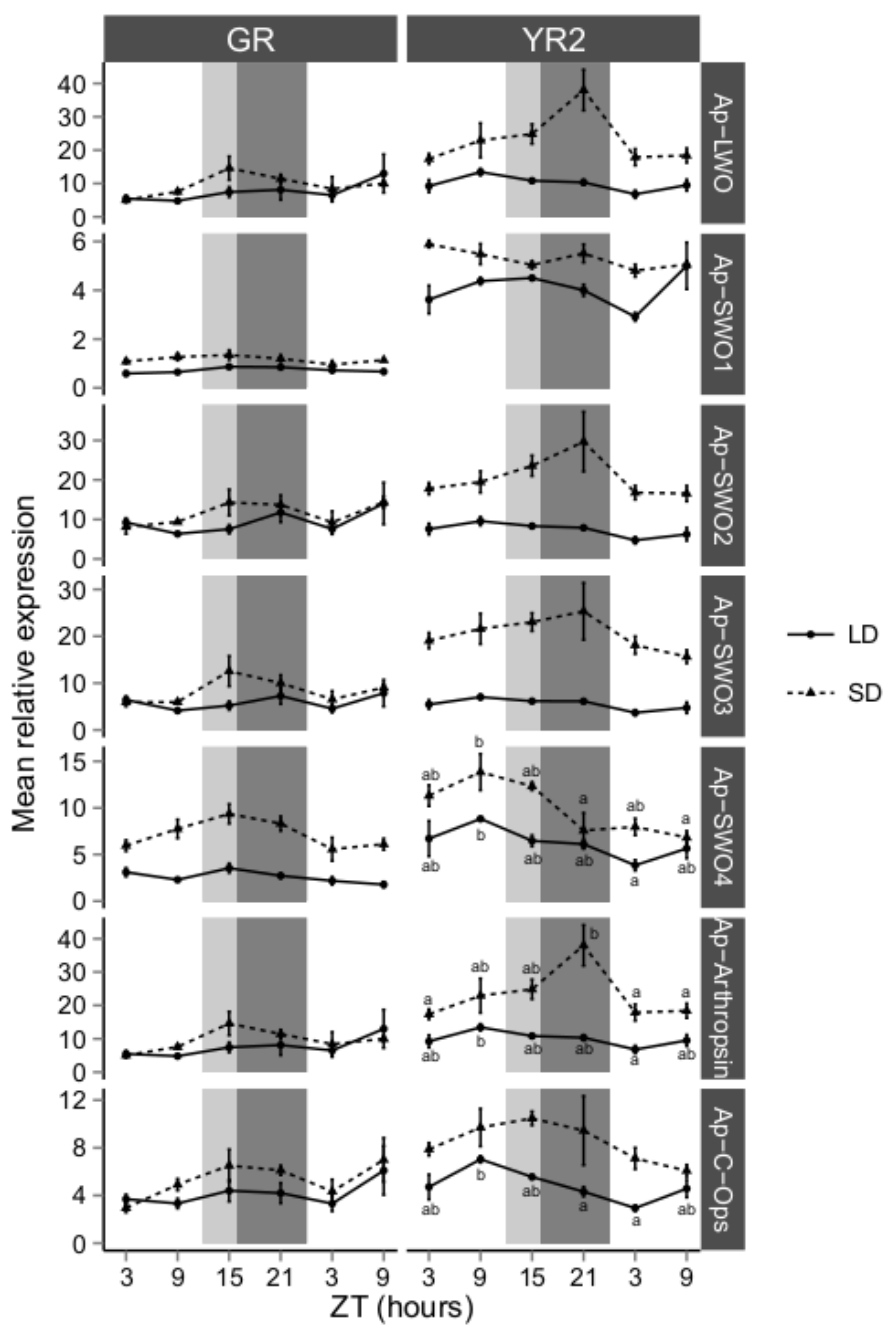 GR YR2
40
30
20
10
0
Ap−LWO
6
4
2
0
Ap−SWO1
30
20
10
0
Ap−SWO2
30
20
10
0
Ap−SWO3
15
10
5
0
ab b ab a ab a
ab b ab ab a ab
Ap−SWO4
40
30
20
10
0
a ab ab b a a
ab b ab ab a ab
Ap−Arthropsin
12
8
4
0
ab b ab a a ab
Ap−C−Ops
3 9 15 21 3 9 3 9 15 21 3 9
ZT (hours)
Mean relative expression
LD
SD